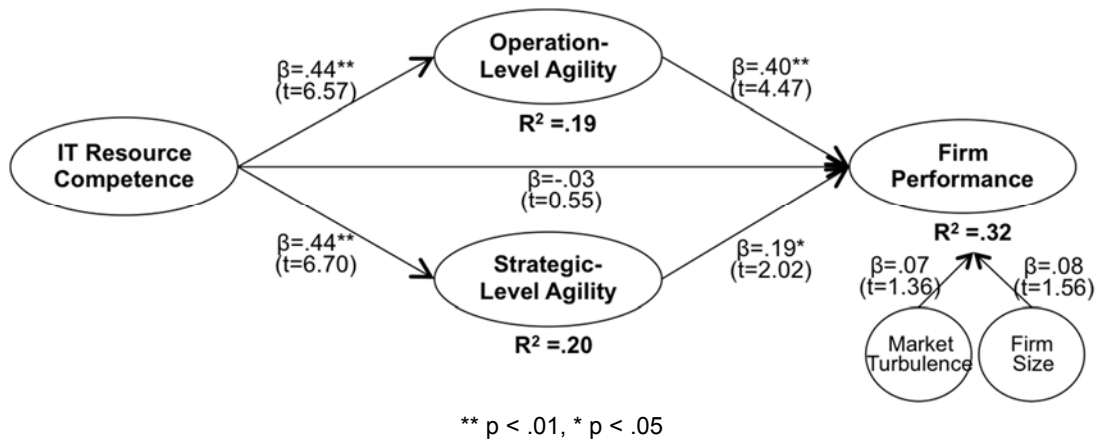 Operation-
Level Agility
β=.44**
(t=6.57)
β=.40**
(t=4.47)
R² =.19
IT Resource
Competence
Firm
Performance
β=-.03
(t=0.55)
R² =.32
β=.44**
(t=6.70)
Strategic-
Level Agility
β=.19*
(t=2.02)
R² =.20
β=.07
(t=1.36)
β=.08
(t=1.56)
Market
Turbulence
Firm
Size
** p < .01, * p < .05